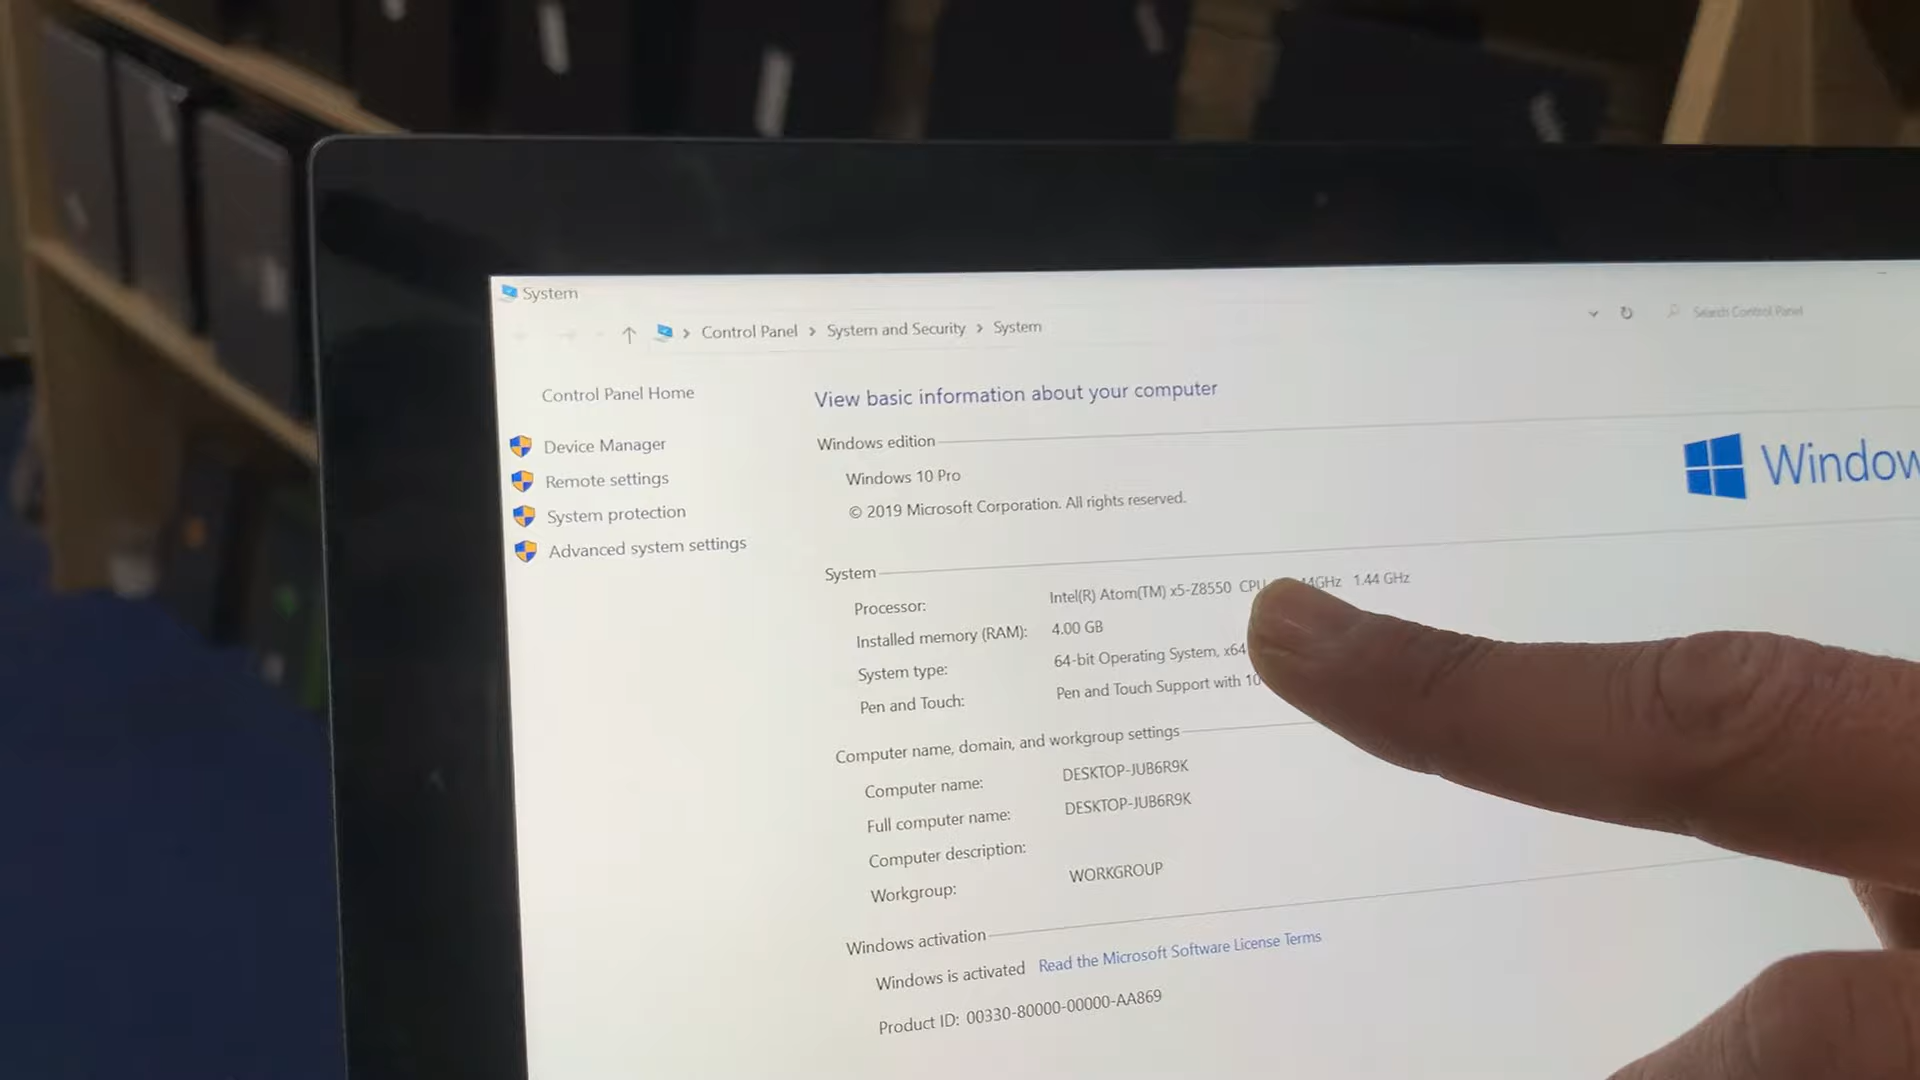 System
Control Panel > System and Security > System
Search Control Panel
Control Panel Home
Device Manager
Remote settings
System protection
Advanced system settings
View basic information about your computer
Windows edition
Windows 10 Pro
© 2019 Microsoft Corporation. All rights reserved.
Window
System
Processor: Intel(R) Atom(TM) x5-Z8550 CPU 1.44 GHz
Installed memory (RAM): 4.00 GB
System type: 64-bit Operating System, x64
Pen and Touch: Pen and Touch Support with 10
Computer name, domain, and workgroup settings
Computer name: DESKTOP-JUB6R9K
Full computer name: DESKTOP-JUB6R9K
Computer description:
Workgroup: WORKGROUP
Windows activation
Windows is activated Read the Microsoft Software License Terms
Product ID: 00330-80000-00000-AA869